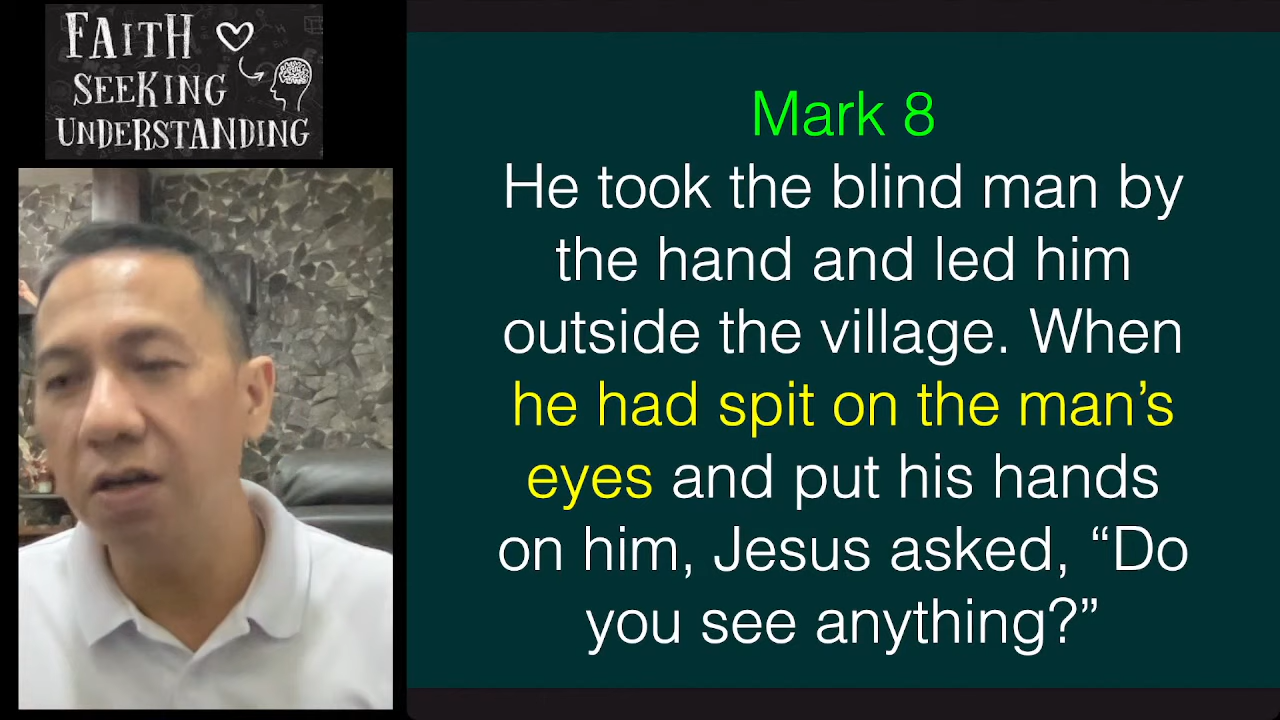 FAITH
SEEKING
UNDERSTANDING
Mark 8
He took the blind man by
the hand and led him
outside the village. When
he had spit on the man’s
eyes and put his hands
on him, Jesus asked, “Do
you see anything?”